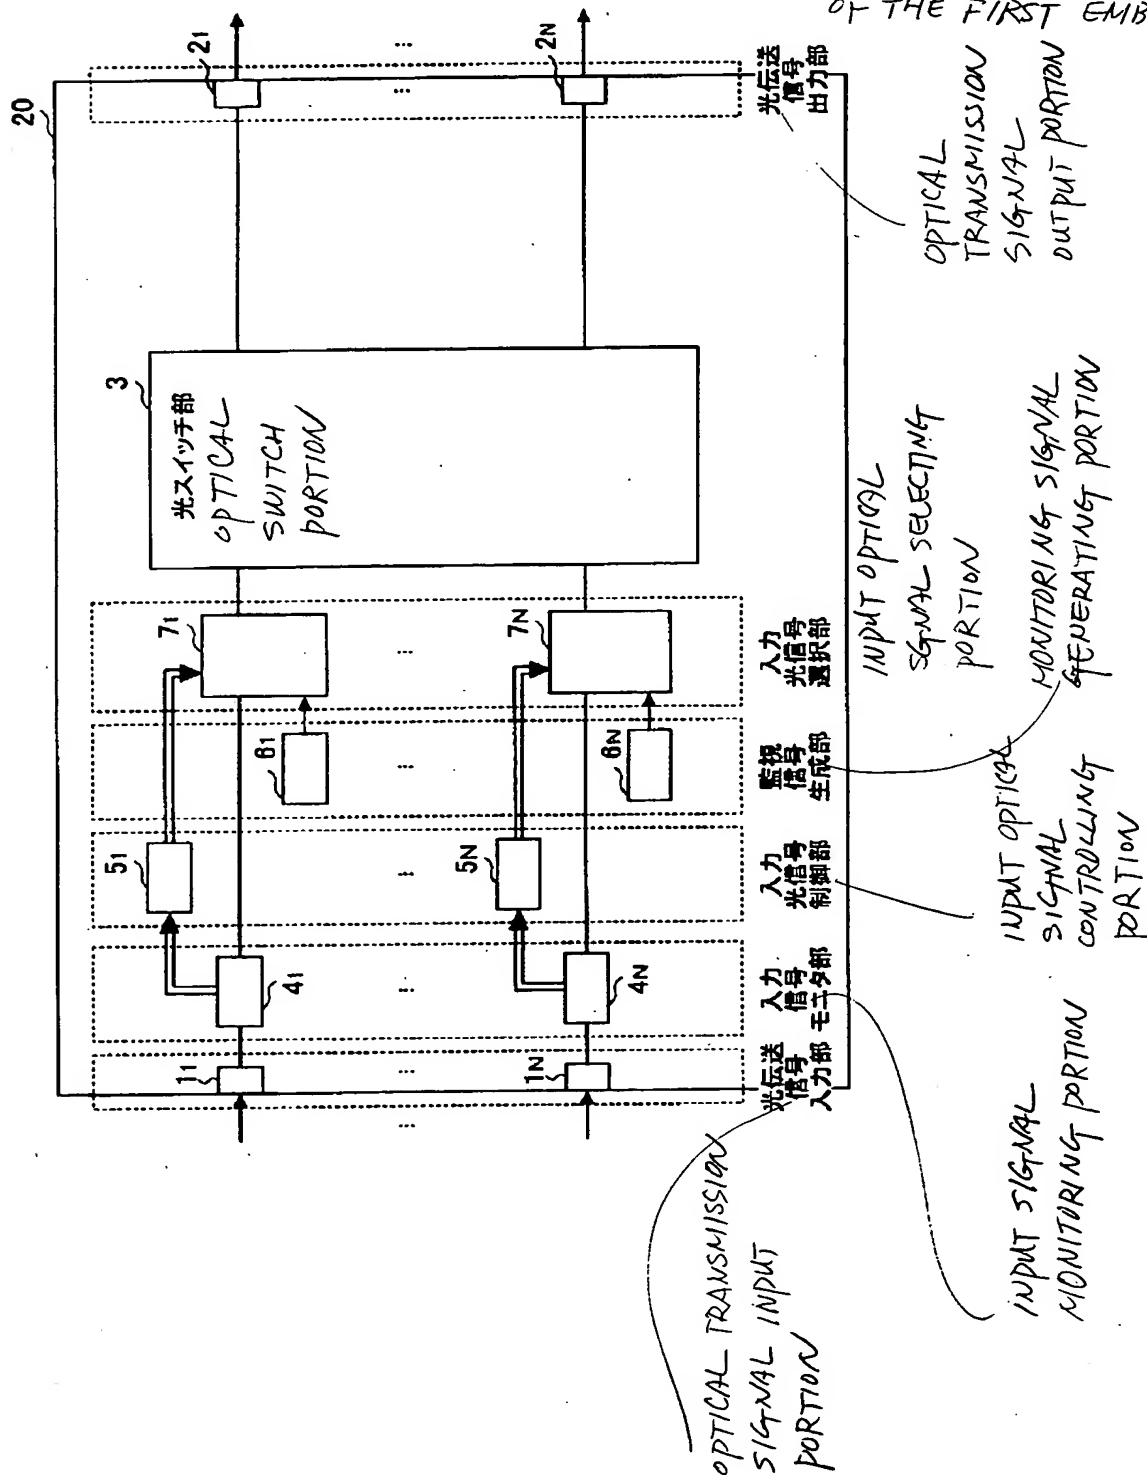 OF THE FIRST EMB
20
21
...
2N
...
光伝送
信号
出力部
OPTICAL
TRANSMISSION
SIGNAL
OUTPUT PORTION
3
光スイッチ部
OPTICAL
SWITCH
PORTION
71
...
7N
入力
光信号
選択部
INPUT OPTICAL
SIGNAL SELECTING
PORTION
61
...
6N
監視
信号
生成部
MONITORING SIGNAL
GENERATING PORTION
51
...
5N
入力
光信号
制御部
INPUT OPTICAL
SIGNAL
CONTROLLING
PORTION
41
...
4N
入力
信号
モニタ部
INPUT SIGNAL
MONITORING PORTION
11
...
1N
...
光伝送
信号
入力部
OPTICAL TRANSMISSION
SIGNAL INPUT
PORTION